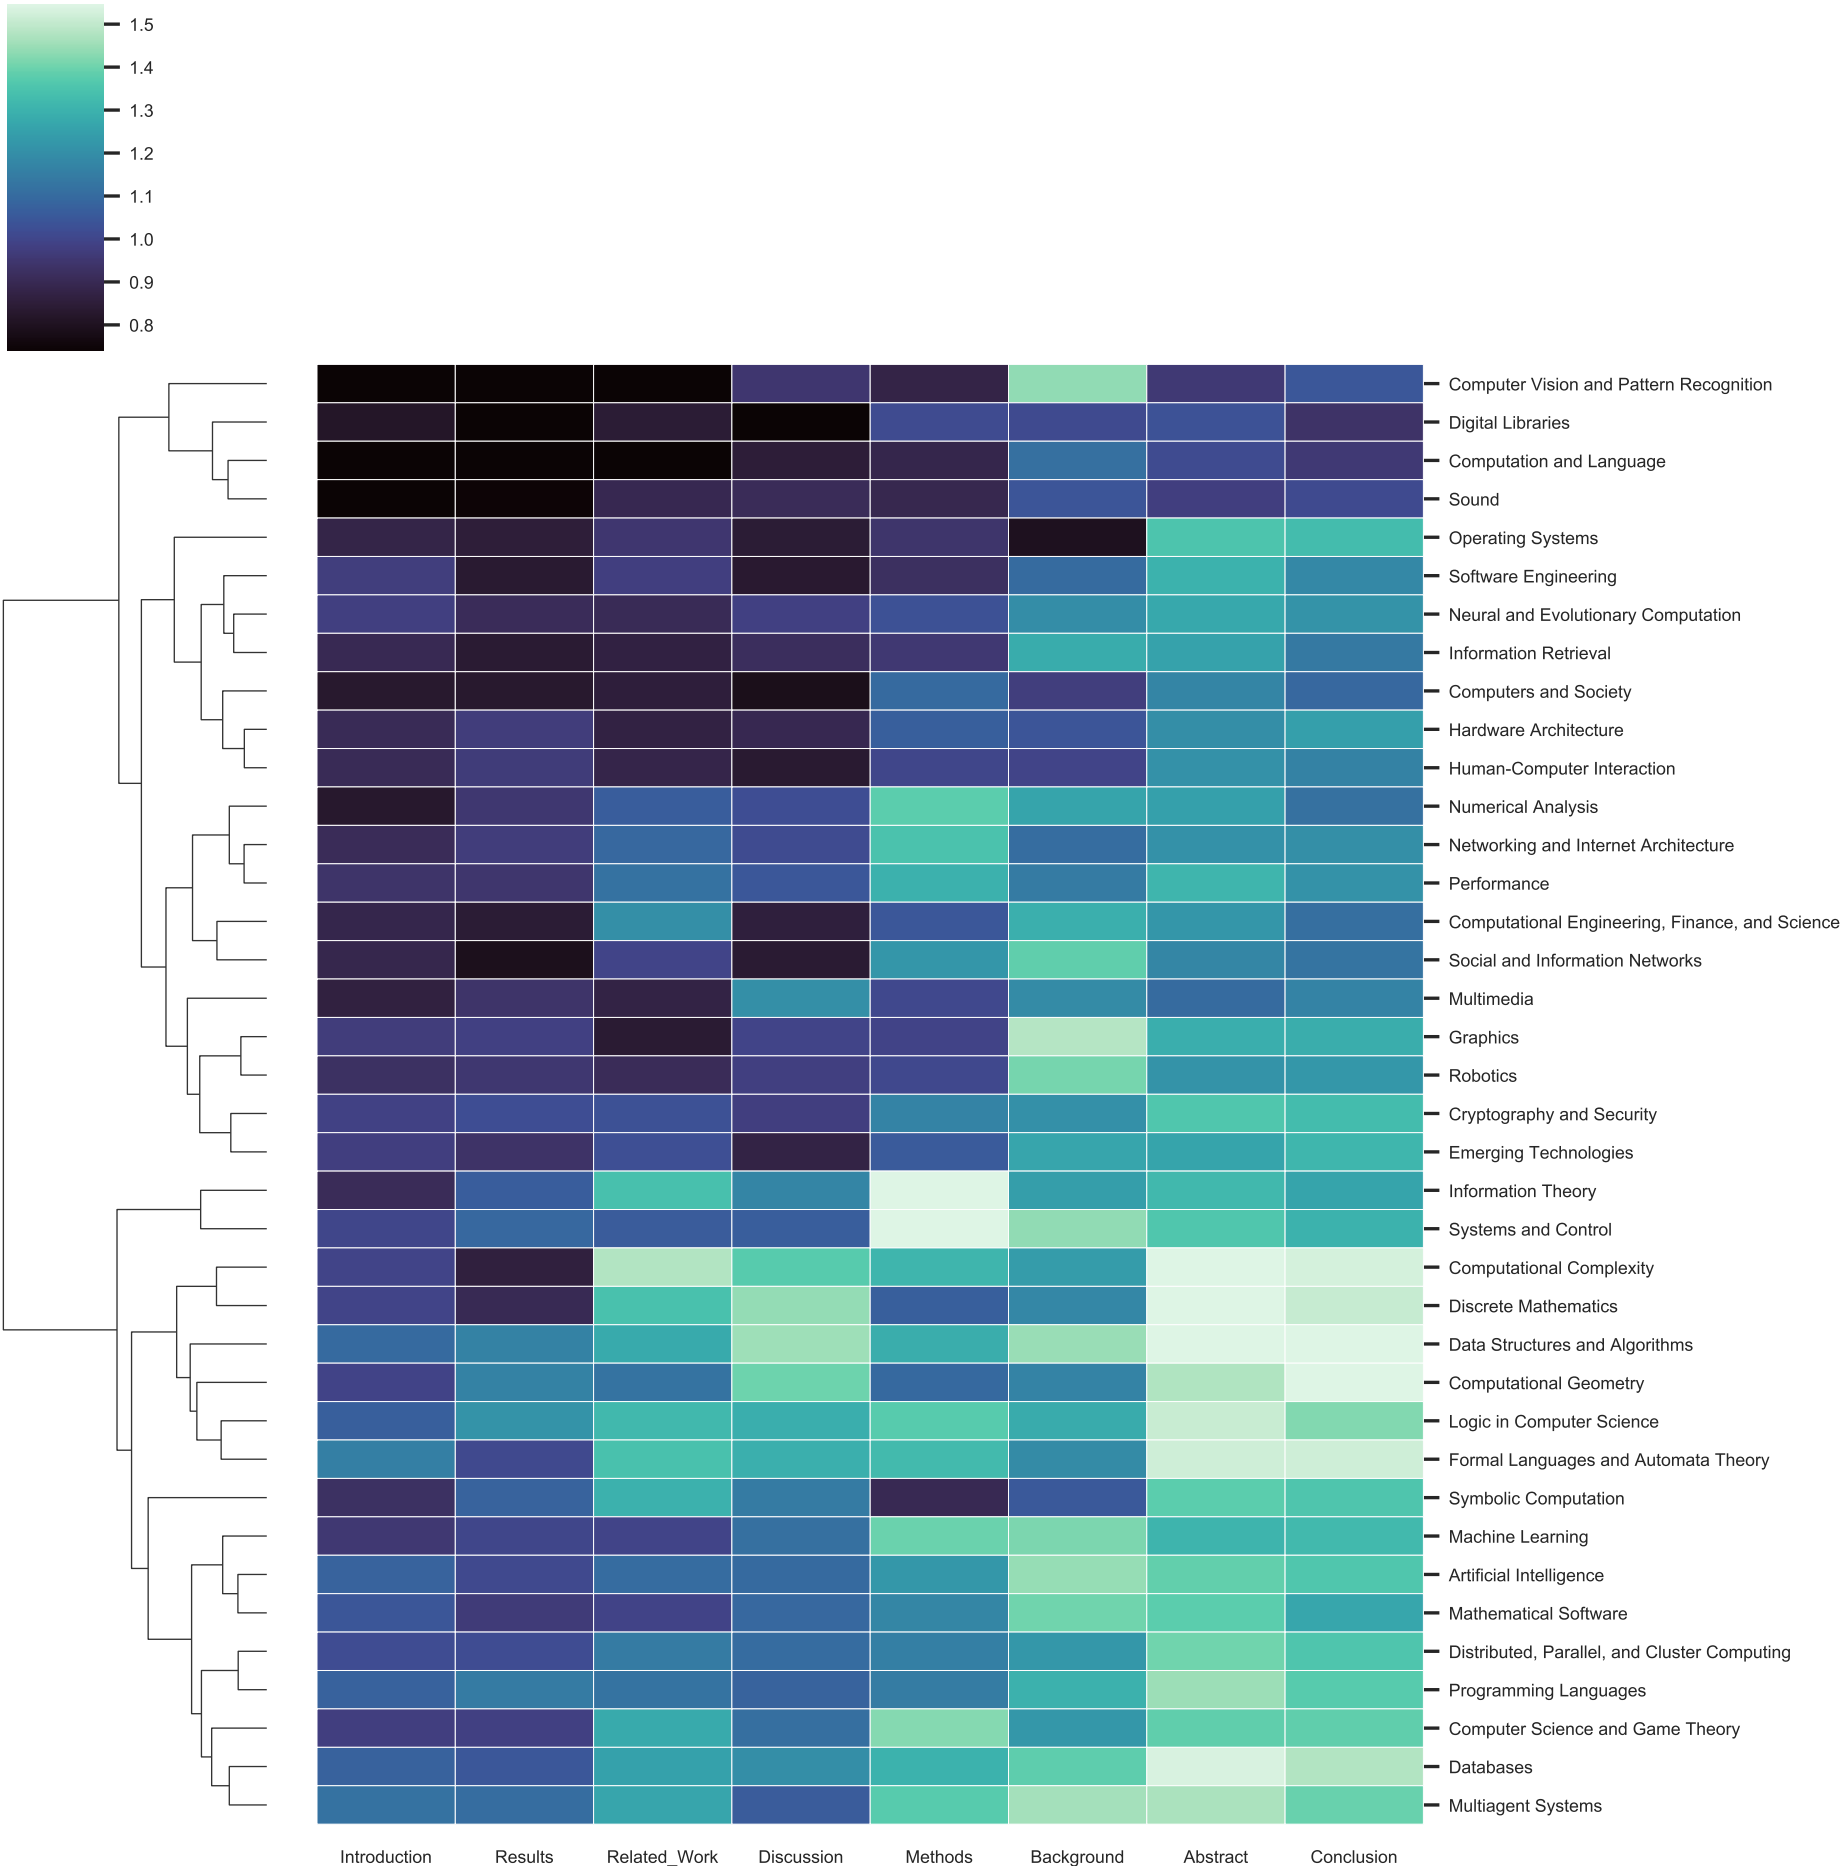 1.5
1.4
1.3
1.2
1.1
1.0
0.9
0.8
Computer Vision and Pattern Recognition
Digital Libraries
Computation and Language
Sound
Operating Systems
Software Engineering
Neural and Evolutionary Computation
Information Retrieval
Computers and Society
Hardware Architecture
Human-Computer Interaction
Numerical Analysis
Networking and Internet Architecture
Performance
Computational Engineering, Finance, and Science
Social and Information Networks
Multimedia
Graphics
Robotics
Cryptography and Security
Emerging Technologies
Information Theory
Systems and Control
Computational Complexity
Discrete Mathematics
Data Structures and Algorithms
Computational Geometry
Logic in Computer Science
Formal Languages and Automata Theory
Symbolic Computation
Machine Learning
Artificial Intelligence
Mathematical Software
Distributed, Parallel, and Cluster Computing
Programming Languages
Computer Science and Game Theory
Databases
Multiagent Systems
Introduction Results Related_Work Discussion Methods Background Abstract Conclusion